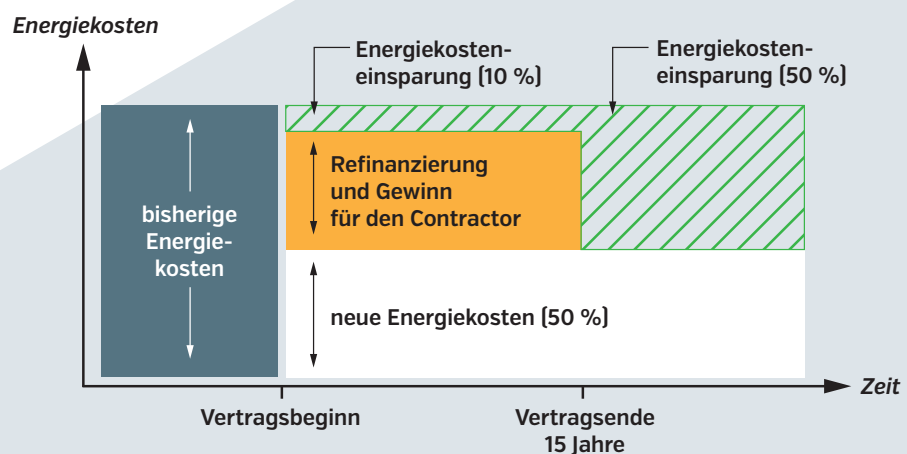 Energiekosten
Energiekosten-
einsparung (10 %)
Energiekosten-
einsparung (50 %)
bisherige
Energie-
kosten
Refinanzierung
und Gewinn
für den Contractor
neue Energiekosten (50 %)
Zeit
Vertragsbeginn
Vertragsende
15 Jahre